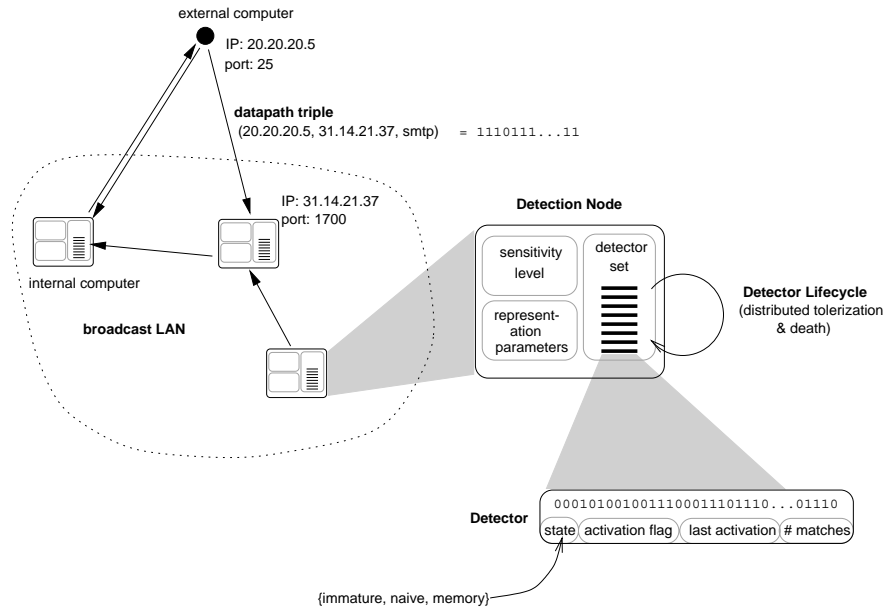 external computer
IP: 20.20.20.5
port: 25
datapath triple
(20.20.20.5, 31.14.21.37, smtp) = 1110111...11
IP: 31.14.21.37
port: 1700
internal computer
broadcast LAN
Detection Node
sensitivity
level
detector
set
represent-
ation
parameters
Detector Lifecycle
(distributed tolerization
& death)
Detector
00010100100111000111011​10...01110
state activation flag last activation # matches
{immature, naive, memory}